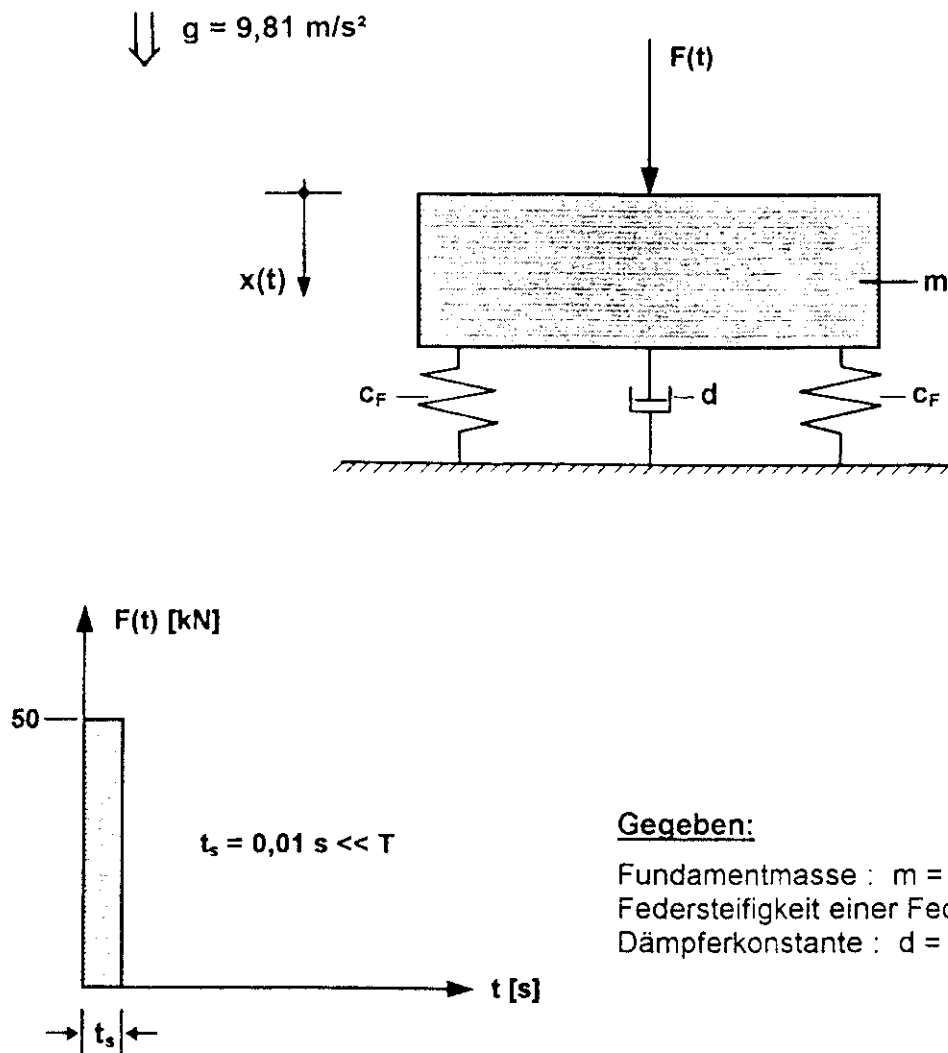 g = 9,81 m/s²
F(t)
x(t)
m
c_F
d
c_F
F(t) [kN]
50
t_s = 0,01 s << T
t [s]
t_s
Gegeben:
Fundamentmasse : m =
Federsteifigkeit einer Fed
Dämpferkonstante : d =